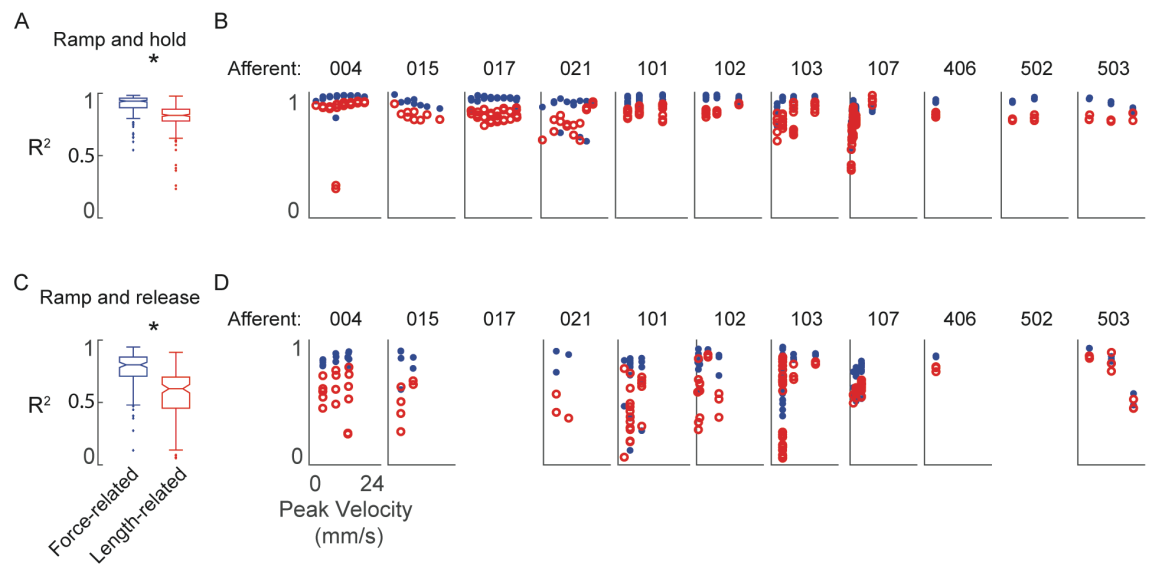 A
B
Ramp and hold
*
Afferent: 004 015 017 021 101 102 103 107 406 502 503
1
R²
0.5
0
1
0
C
D
Ramp and release
*
Afferent: 004 015 017 021 101 102 103 107 406 502 503
1
R²
0.5
0
1
0
0 24
Peak Velocity
(mm/s)
Force-related
Length-related